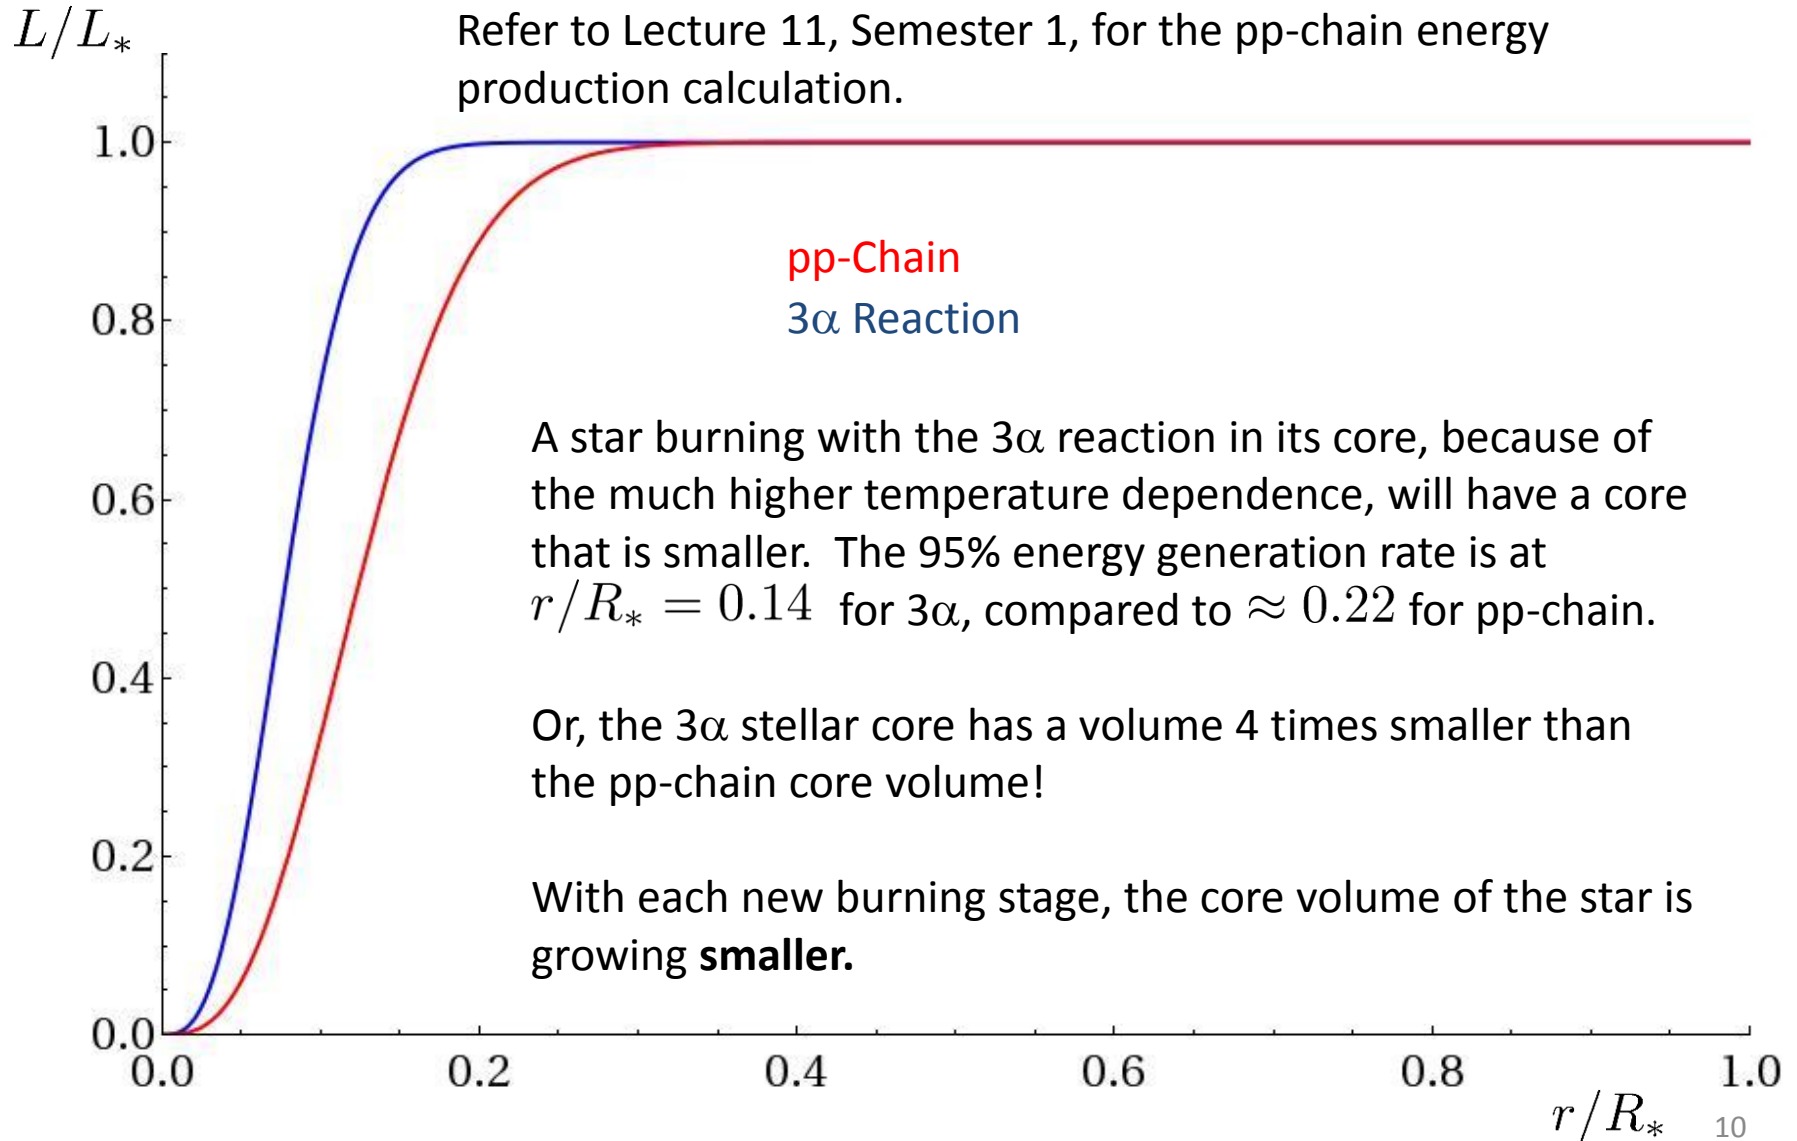 L/L∗
Refer to Lecture 11, Semester 1, for the pp-chain energy
production calculation.
1.0
0.8
0.6
0.4
0.2
0.0
pp-Chain
3α Reaction
A star burning with the 3α reaction in its core, because of
the much higher temperature dependence, will have a core
that is smaller. The 95% energy generation rate is at
r/R∗ = 0.14 for 3α, compared to ≈ 0.22 for pp-chain.
Or, the 3α stellar core has a volume 4 times smaller than
the pp-chain core volume!
With each new burning stage, the core volume of the star is
growing smaller.
0.0 0.2 0.4 0.6 0.8 1.0
r/R∗
10